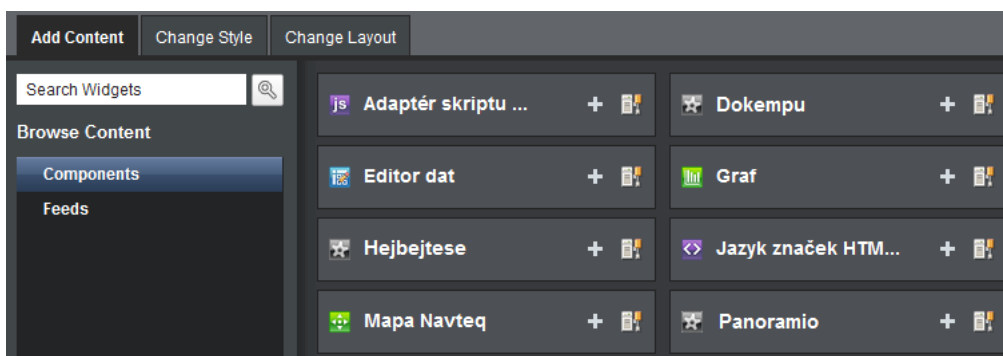 Add Content
Change Style
Change Layout
Search Widgets
Browse Content
Components
Feeds
js Adaptér skriptu ...
Dokempu
Editor dat
Graf
Hejbejtese
Jazyk značek HTM...
Mapa Navteq
Panoramio